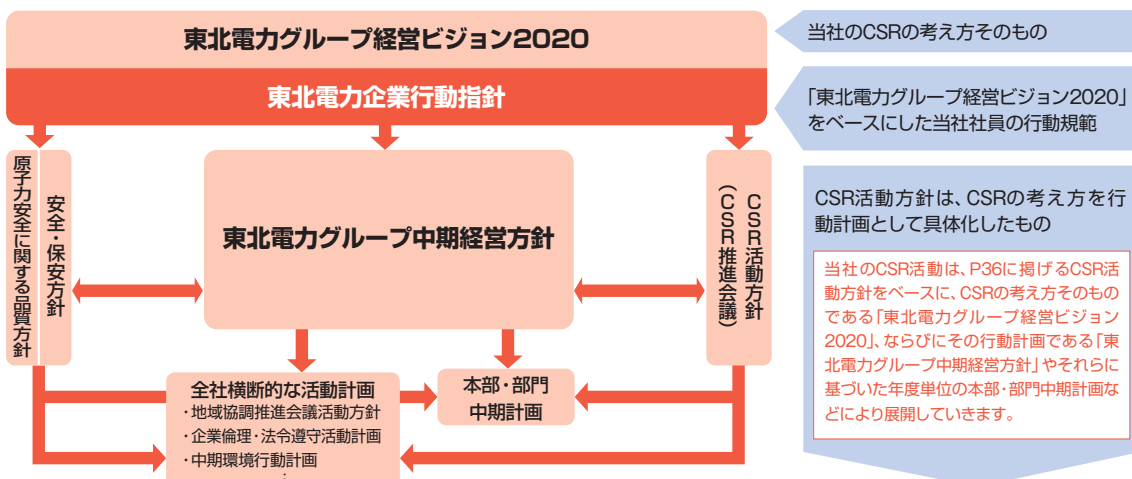 東北電力グループ経営ビジョン2020
東北電力企業行動指針
原子力安全に関する品質方針
安全・保安方針
東北電力グループ中期経営方針
CSR活動方針
（CSR推進会議）
全社横断的な活動計画
・地域協調推進会議活動方針
・企業倫理・法令遵守活動計画
・中期環境行動計画
⋮
本部・部門
中期計画
当社のCSRの考え方そのもの
「東北電力グループ経営ビジョン2020」
をベースにした当社社員の行動規範
CSR活動方針は、CSRの考え方を行
動計画として具体化したもの
当社のCSR活動は、P36に掲げるCSR活
動方針をベースに、CSRの考え方そのもの
である「東北電力グループ経営ビジョン
2020」、ならびにその行動計画である「東
北電力グループ中期経営方針」やそれらに
基づいた年度単位の本部・部門中期計画な
どにより展開していきます。